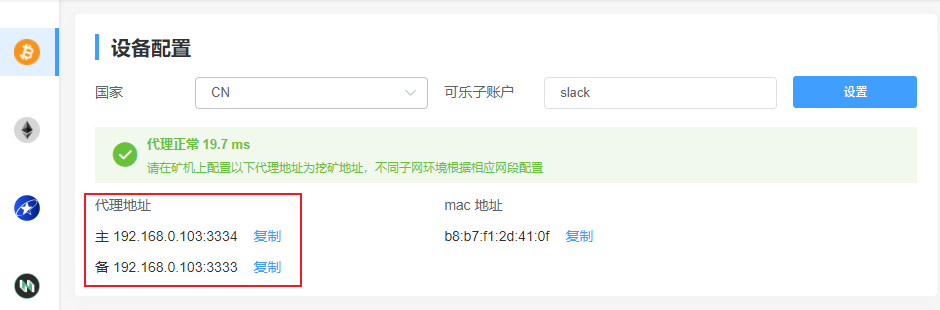 设备配置
国家
CN
可乐子账户
slack
设置
代理正常 19.7 ms
请在矿机上配置以下代理地址为挖矿地址，不同子网环境根据相应网段配置
代理地址
mac 地址
主 192.168.0.103:3334 复制
b8:b7:f1:2d:41:0f 复制
备 192.168.0.103:3333 复制